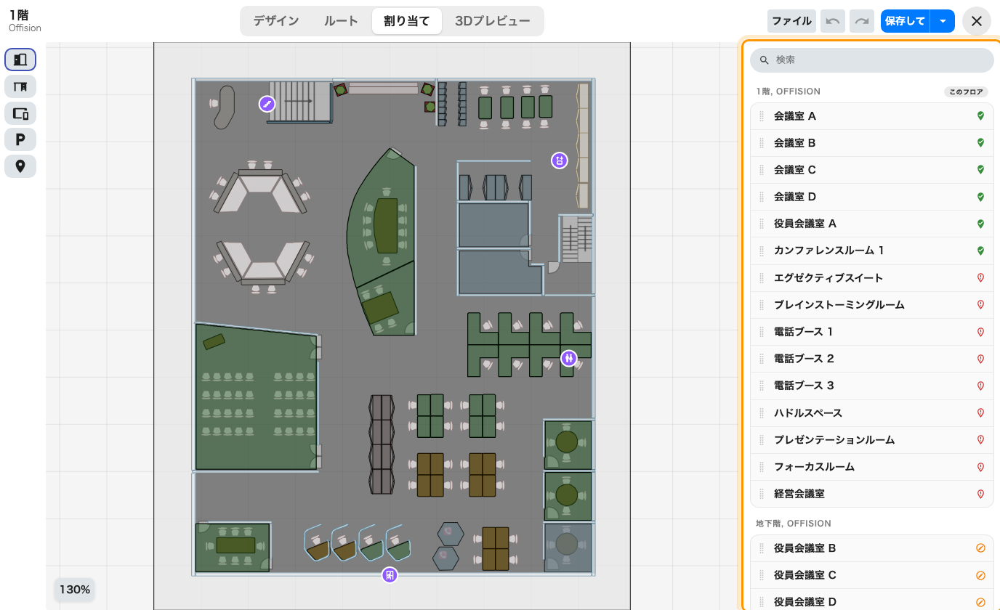 1階
Offision
デザイン
ルート
割り当て
3Dプレビュー
ファイル
保存して
P
検索
1階, OFFISION
このフロア
会議室 A
会議室 B
会議室 C
会議室 D
役員会議室 A
カンファレンスルーム 1
エグゼクティブスイート
ブレインストーミングルーム
電話ブース 1
電話ブース 2
電話ブース 3
ハドルスペース
プレゼンテーションルーム
フォーカスルーム
経営会議室
地下階, OFFISION
役員会議室 B
役員会議室 C
役員会議室 D
130%